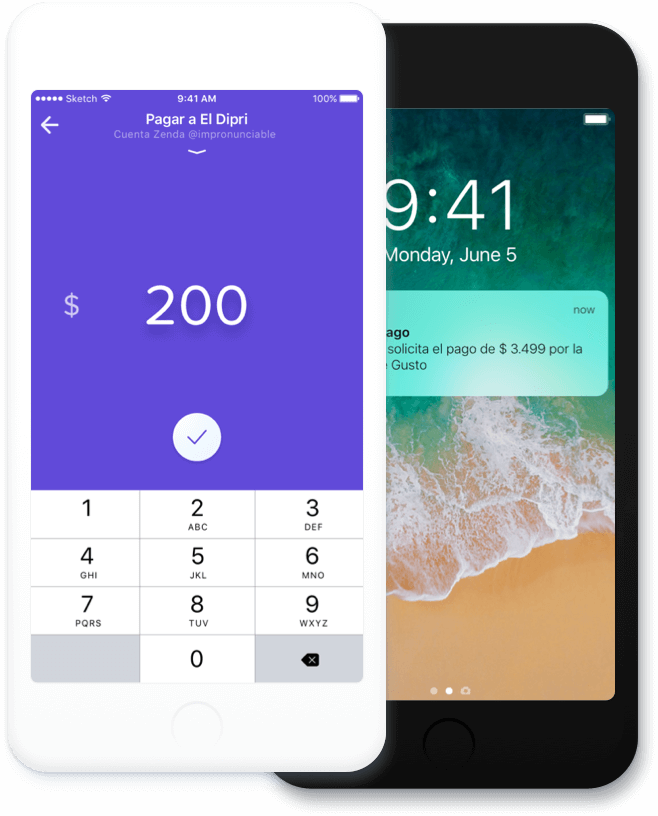 Sketch 9:41 AM 100%
Pagar a El Dipri
Cuenta Zenda @impronunciable
$ 200
1 2 3
ABC DEF
4 5 6
GHI JKL MNO
7 8 9
PQRS TUV WXYZ
0
9:41
Monday, June 5
now
ago
solicita el pago de $ 3.499 por la
Gusto